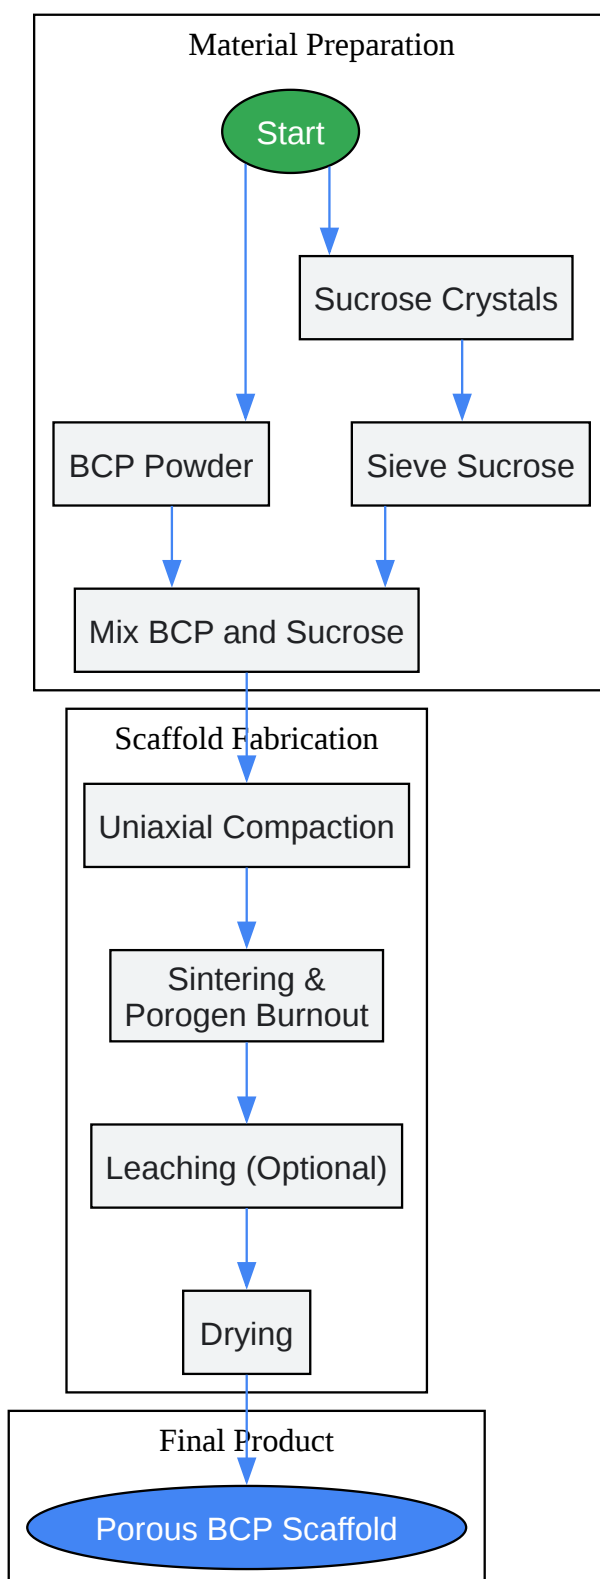 Material Preparation
Start
Sucrose Crystals
BCP Powder
Sieve Sucrose
Mix BCP and Sucrose
Scaffold Fabrication
Uniaxial Compaction
Sintering &
Porogen Burnout
Leaching (Optional)
Drying
Final Product
Porous BCP Scaffold